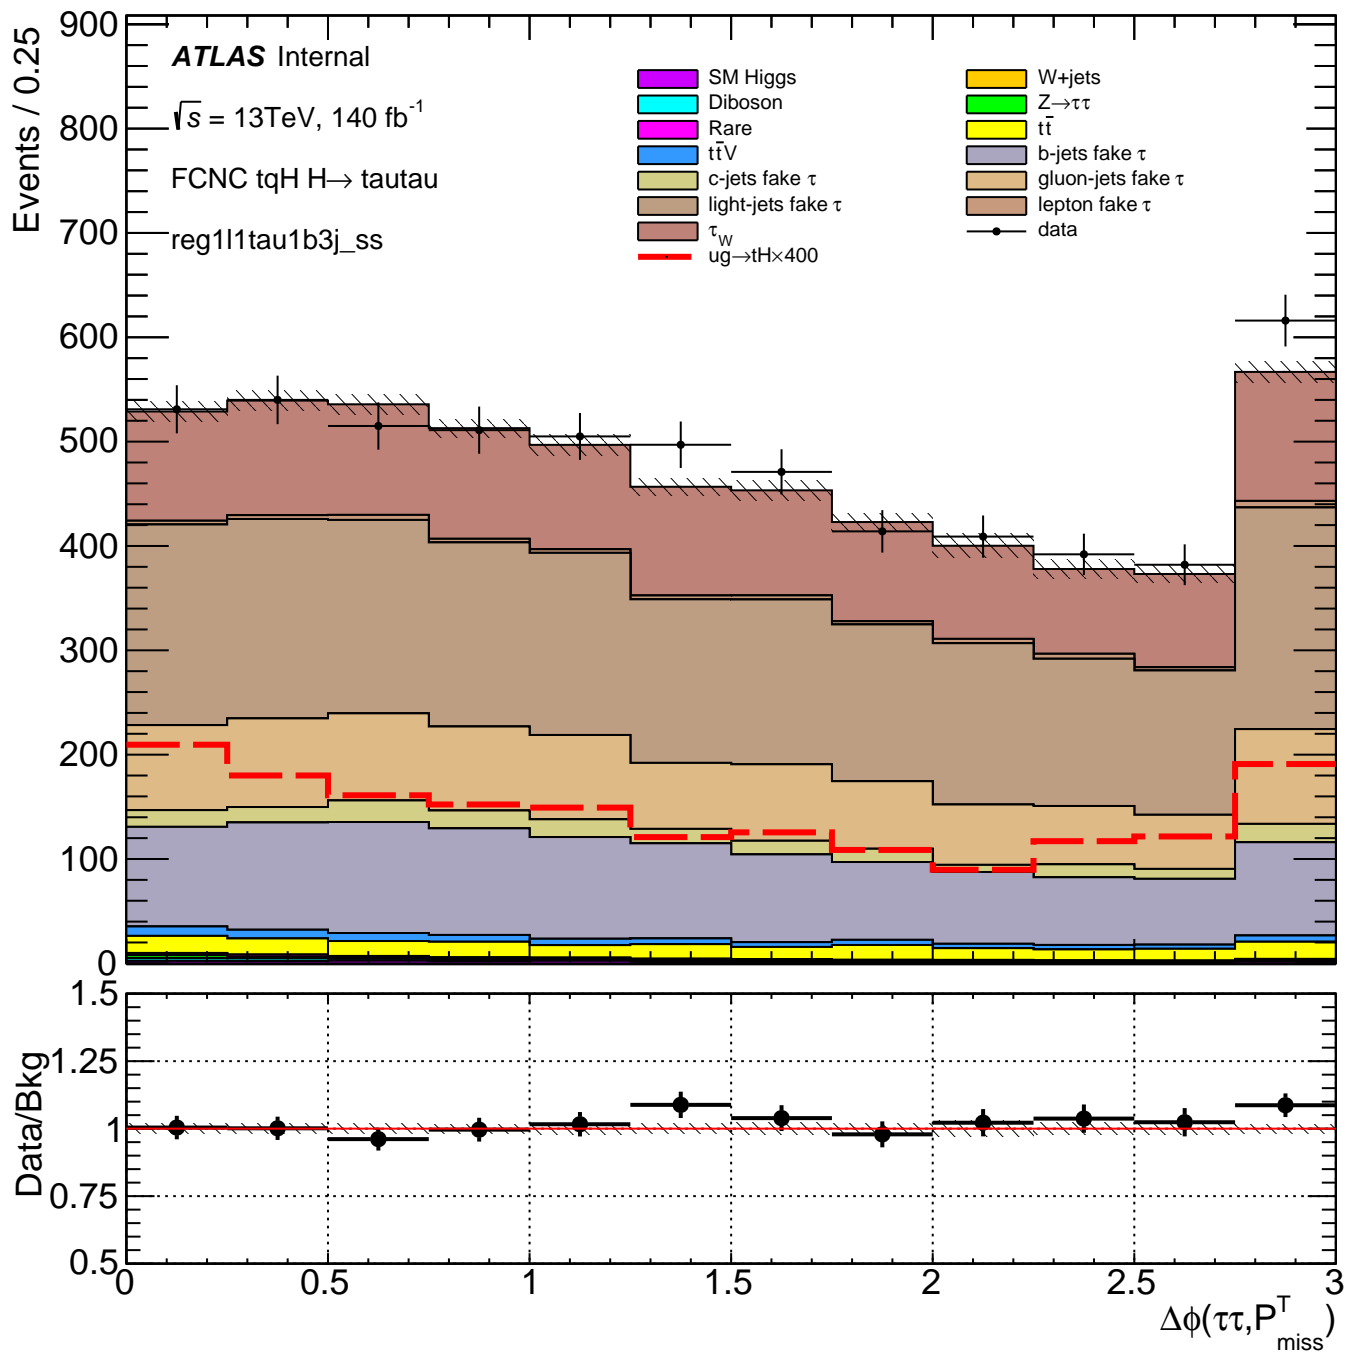 900
800
700
600
500
400
300
200
100
0
Events / 0.25
ATLAS Internal
√s = 13TeV, 140 fb⁻¹
FCNC tqH H→ tautau
reg1l1tau1b3j_ss
SM Higgs
Diboson
Rare
tt̄V
c-jets fake τ
light-jets fake τ
τ_W
ug→tH×400
W+jets
Z→ττ
tt̄
b-jets fake τ
gluon-jets fake τ
lepton fake τ
data
1.5
1.25
1
0.75
0.5
Data/Bkg
0 0.5 1 1.5 2 2.5 3
Δϕ(ττ,P^T_miss)